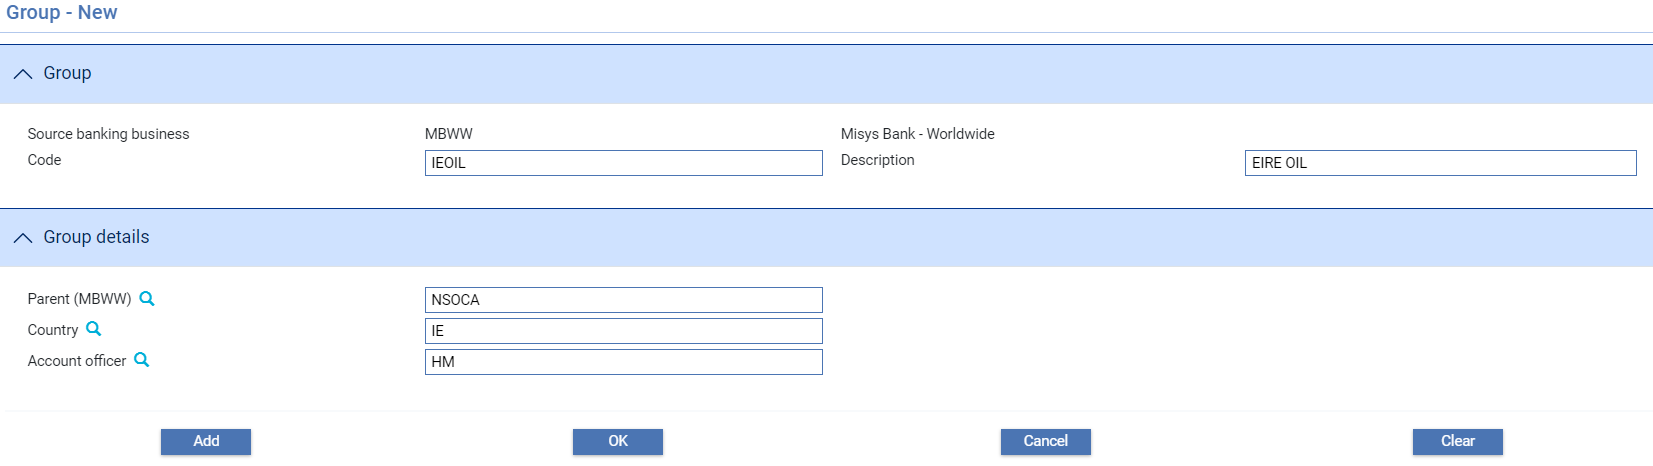 Group - New
Group
Source banking business MBWW Misys Bank - Worldwide
Code IEOIL Description EIRE OIL
Group details
Parent (MBWW) NSOCA
Country IE
Account officer HM
Add OK Cancel Clear